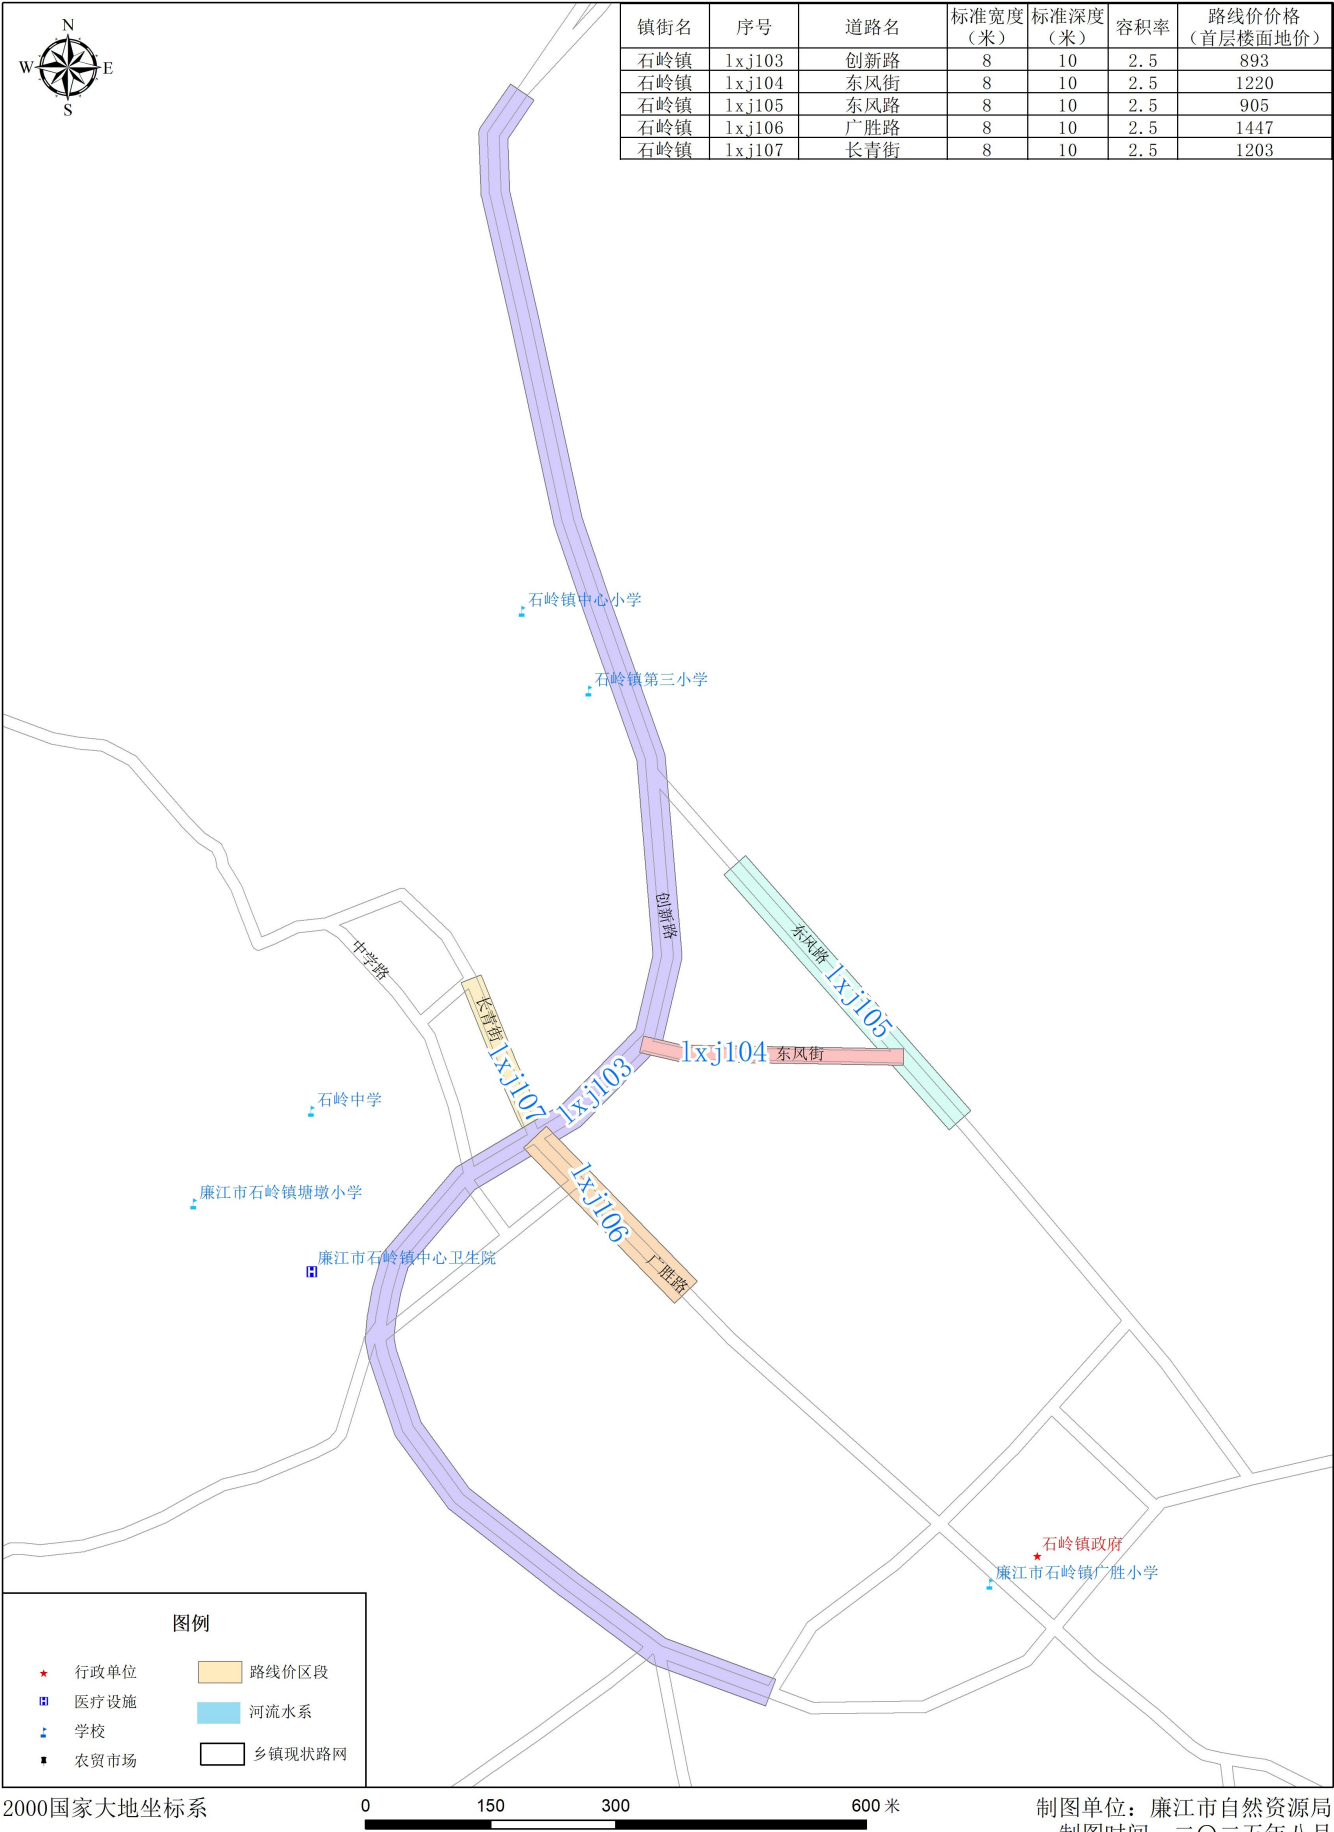 N
W E
S
镇街名 序号 道路名 标准宽度（米） 标准深度（米） 容积率 路线价价格（首层楼面地价）
石岭镇 lxj103 创新路 8 10 2.5 893
石岭镇 lxj104 东风街 8 10 2.5 1220
石岭镇 lxj105 东风路 8 10 2.5 905
石岭镇 lxj106 广胜路 8 10 2.5 1447
石岭镇 lxj107 长青街 8 10 2.5 1203
石岭镇中心小学
石岭镇第三小学
创新路
东风路
中学路
lxj105
长青街
lxj104 东风街
lxj107
lxj103
石岭中学
廉江市石岭镇塘墩小学
lxj106
廉江市石岭镇中心卫生院
广胜路
石岭镇政府
廉江市石岭镇广胜小学
图例
行政单位 路线价区段
医疗设施 河流水系
学校
农贸市场 乡镇现状路网
2000国家大地坐标系
0 150 300 600 米
制图单位：廉江市自然资源局
制图时间：二〇二五年八月